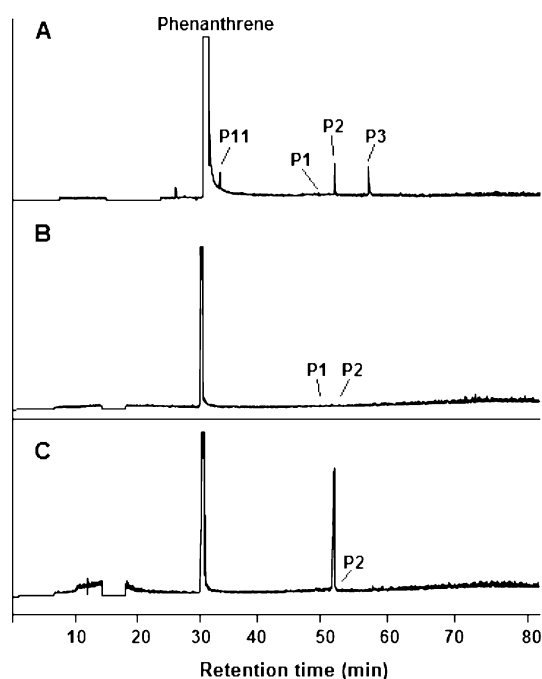 A
Phenanthrene
P11
P1
P2
P3
B
P1
P2
C
P2
10 20 30 40 50 60 70 80
Retention time (min)